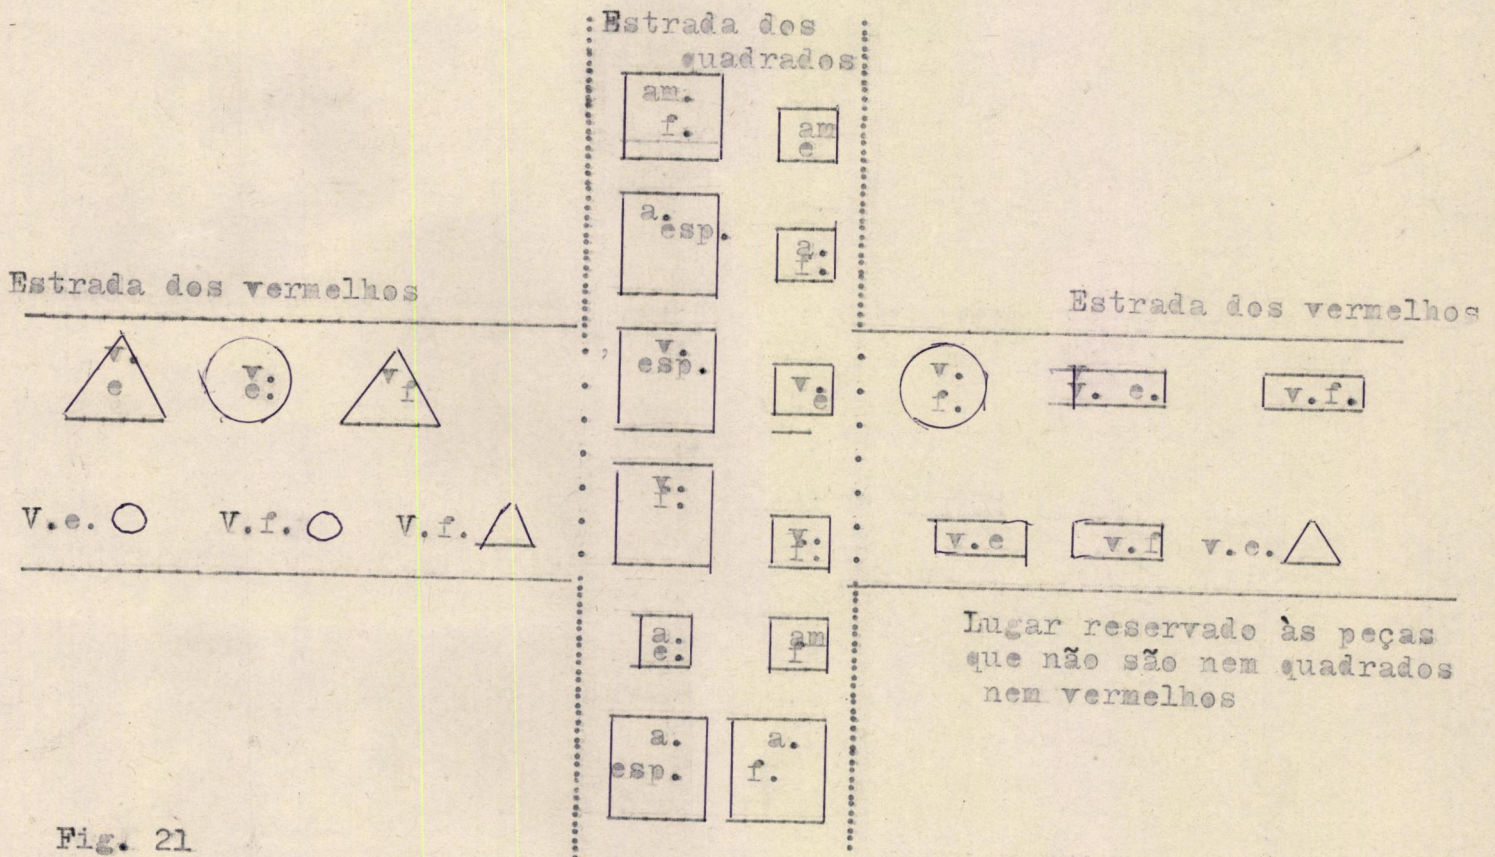 Estrada dos
quadrados
am.
f.
am
e
a.
esp.
a.
f.
Estrada dos vermelhos
Estrada dos vermelhos
v.
e
v.
e.
v
f
v.
esp.
v.
e
v.
f.
v. e.
v.f.
V.e.
V.f.
V.f.
v.
f.
v.
f.
v.e
v.f
v.e.
a.
e.
am
f
Lugar reservado às peças
que não são nem quadrados
nem vermelhos
a.
esp.
a.
f.
Fig. 21